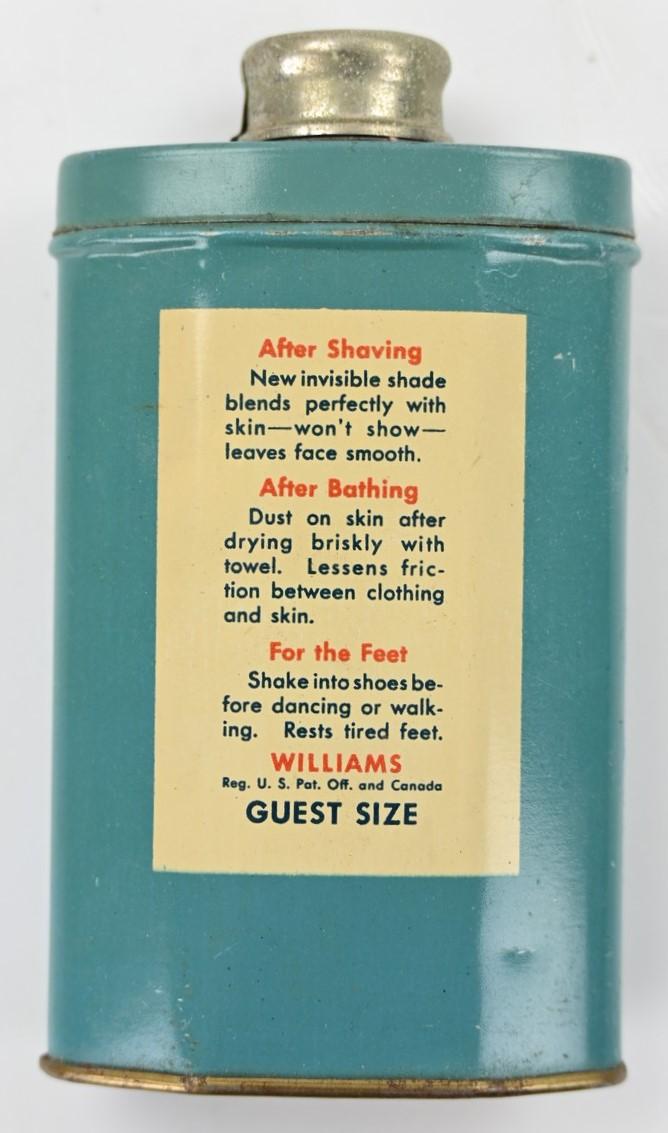 After Shaving
New invisible shade
blends perfectly with
skin—won't show—
leaves face smooth.
After Bathing
Dust on skin after
drying briskly with
towel. Lessens fric-
tion between clothing
and skin.
For the Feet
Shake into shoes be-
fore dancing or walk-
ing. Rests tired feet.
WILLIAMS
Reg. U. S. Pat. Off. and Canada
GUEST SIZE